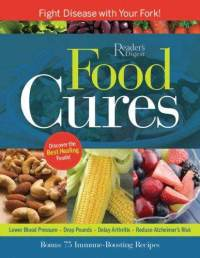 Fight Disease with Your Fork!
Reader's
Digest
Food
Cures
Discover the
Best Healing
Foods!
Lower Blood Pressure • Drop Pounds • Delay Arthritis • Reduce Alzheimer's Risk
Bonus: 75 Immune-Boosting Recipes